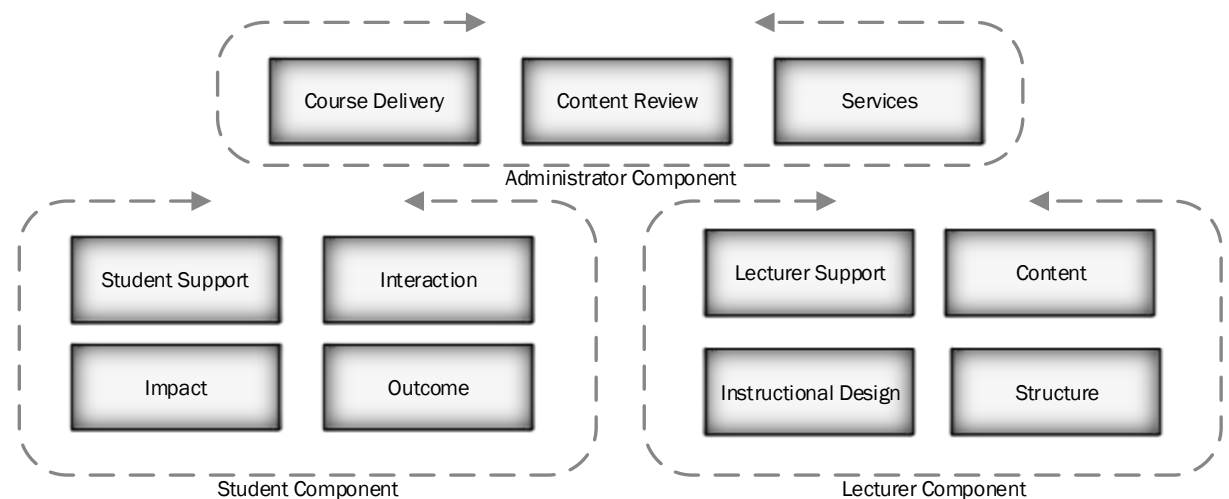 Course Delivery
Content Review
Services
Administrator Component
Student Support
Interaction
Impact
Outcome
Student Component
Lecturer Support
Content
Instructional Design
Structure
Lecturer Component